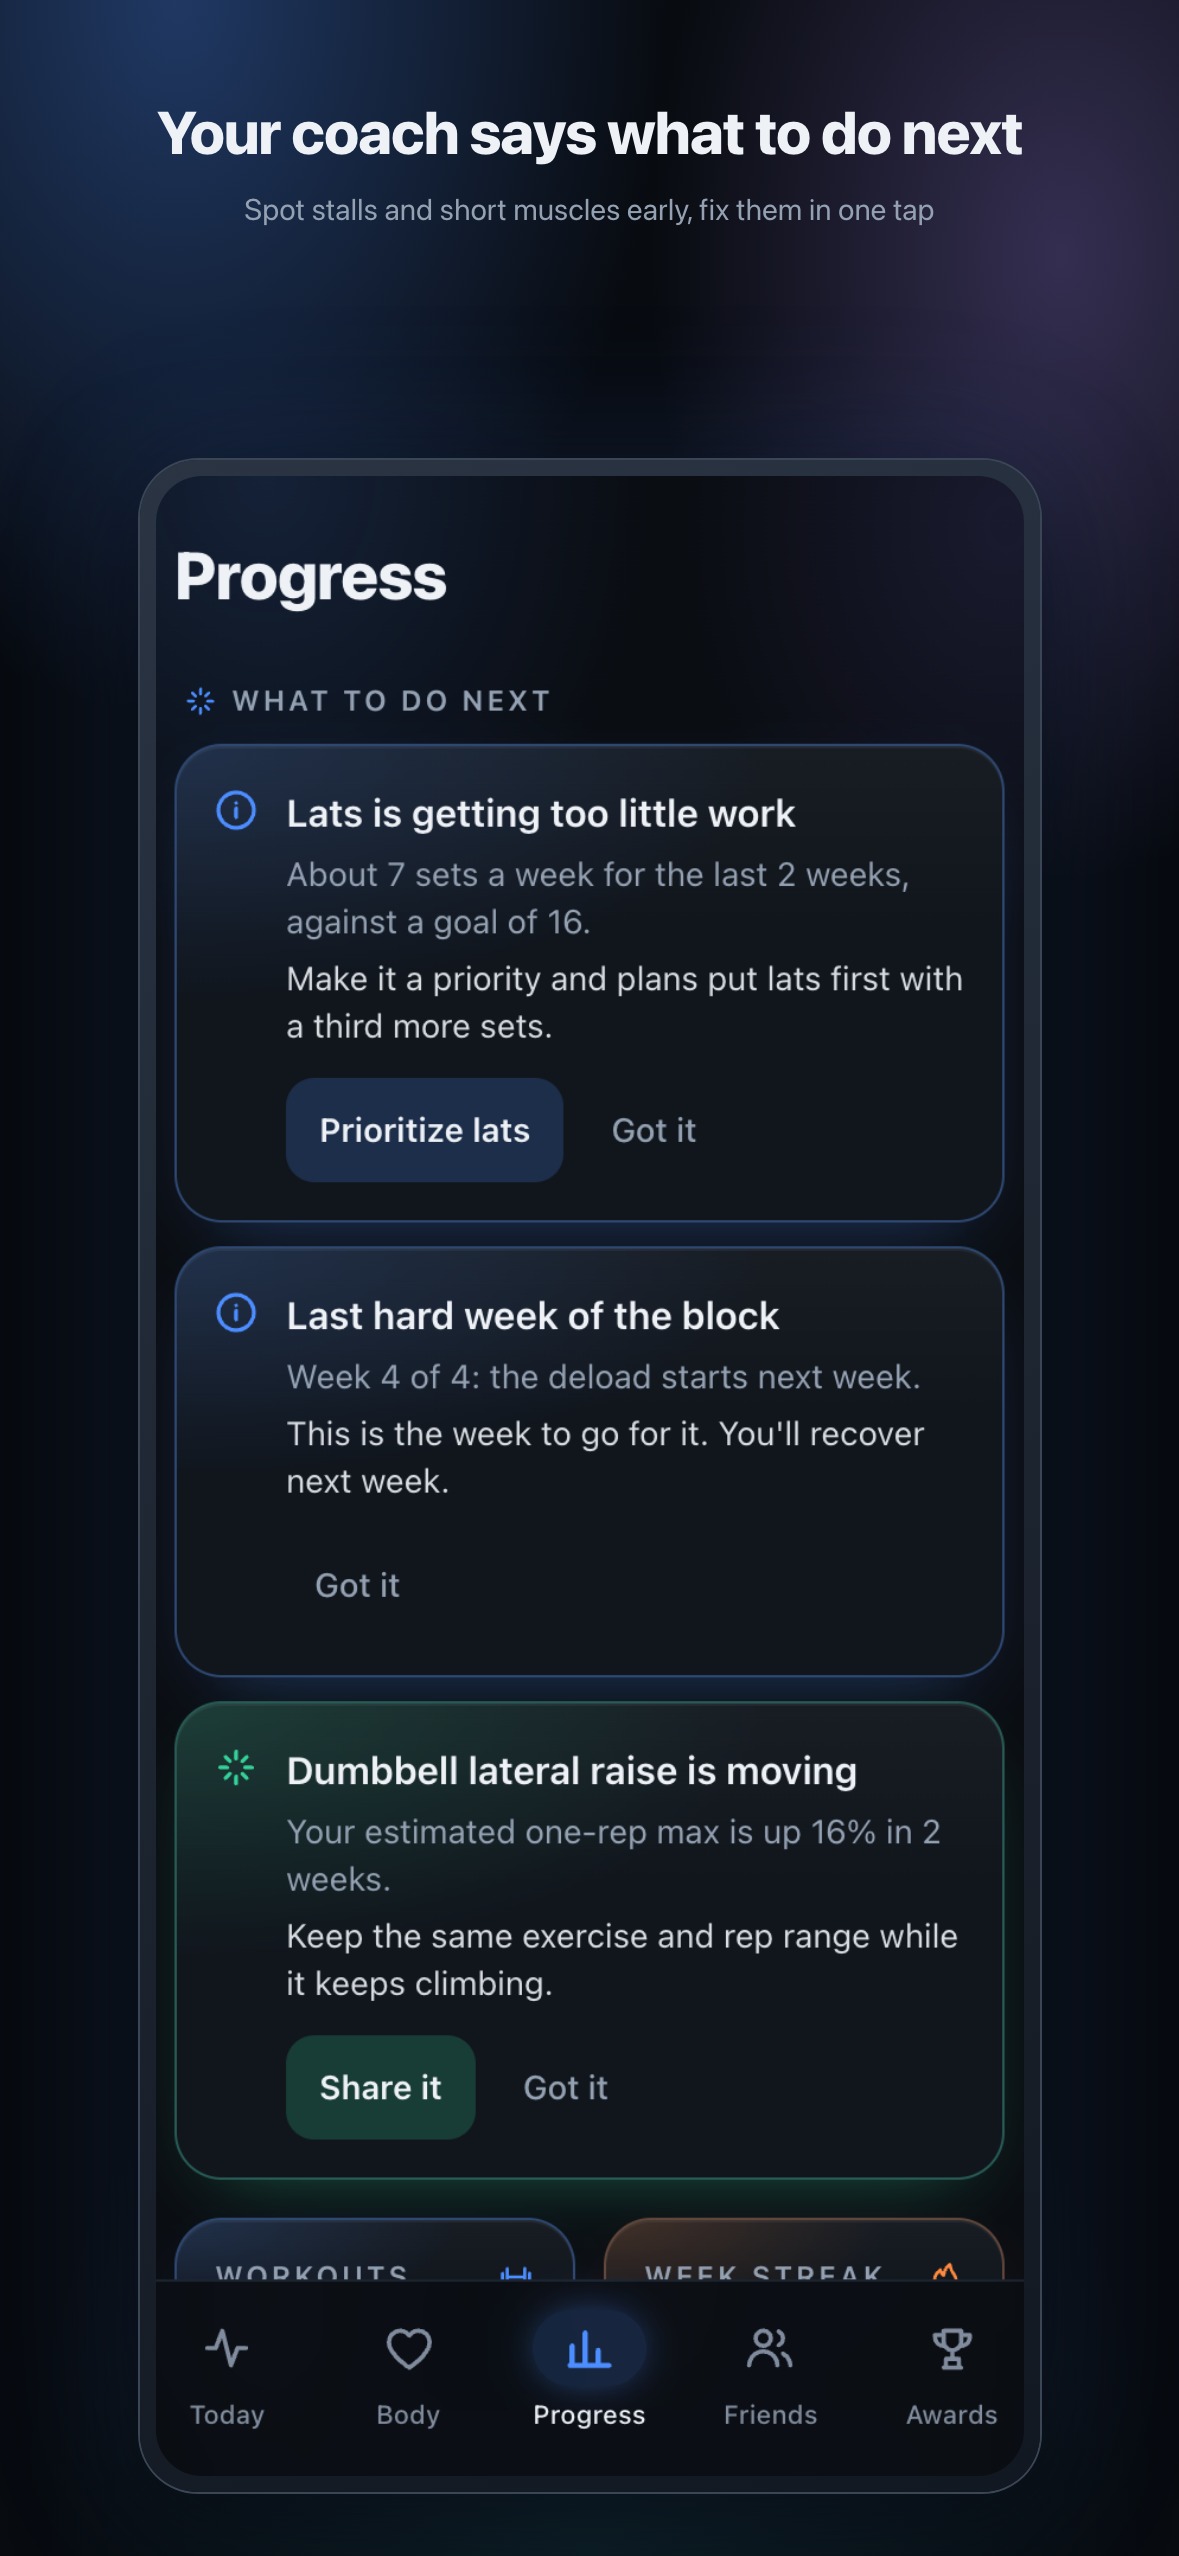 Your coach says what to do next
Spot stalls and short muscles early, fix them in one tap
Progress
WHAT TO DO NEXT
Lats is getting too little work
About 7 sets a week for the last 2 weeks,
against a goal of 16.
Make it a priority and plans put lats first with
a third more sets.
Prioritize lats
Got it
Last hard week of the block
Week 4 of 4: the deload starts next week.
This is the week to go for it. You'll recover
next week.
Got it
Dumbbell lateral raise is moving
Your estimated one-rep max is up 16% in 2
weeks.
Keep the same exercise and rep range while
it keeps climbing.
Share it
Got it
WORKOUTS
WEEK STREAK
Today
Body
Progress
Friends
Awards